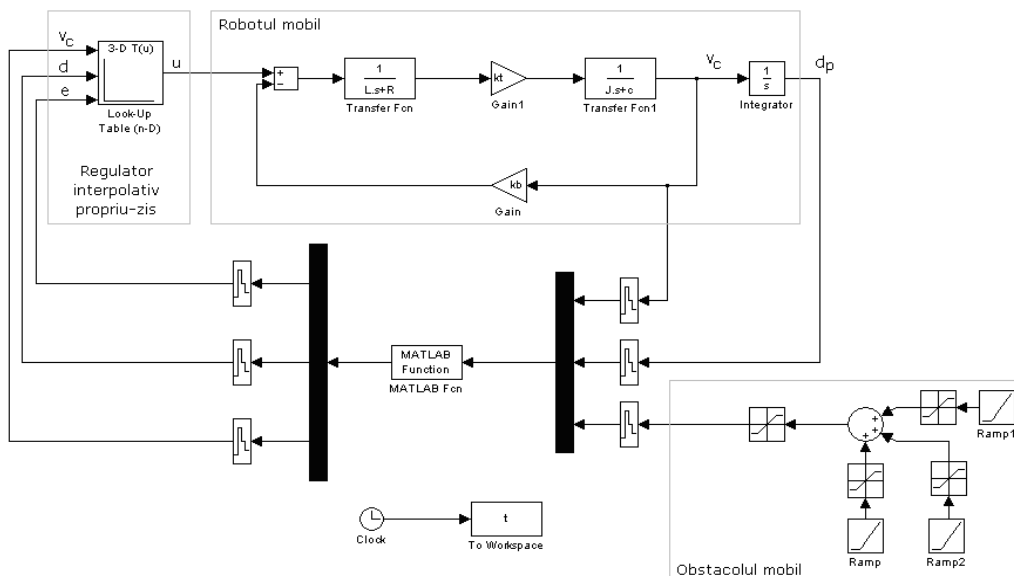 Robotul mobil
v_c
d
e
3-D T(u)
Look-Up
Table (n-D)
u
Regulator
interpolativ
propriu-zis
+
−
1
L.s+R
Transfer Fcn
kt
Gain1
1
J.s+c
Transfer Fcn1
v_c
1
s
Integrator
d_p
kb
Gain
MATLAB
Function
MATLAB Fcn
Clock
t
To Workspace
+
+
+
Ramp1
Ramp
Ramp2
Obstacolul mobil